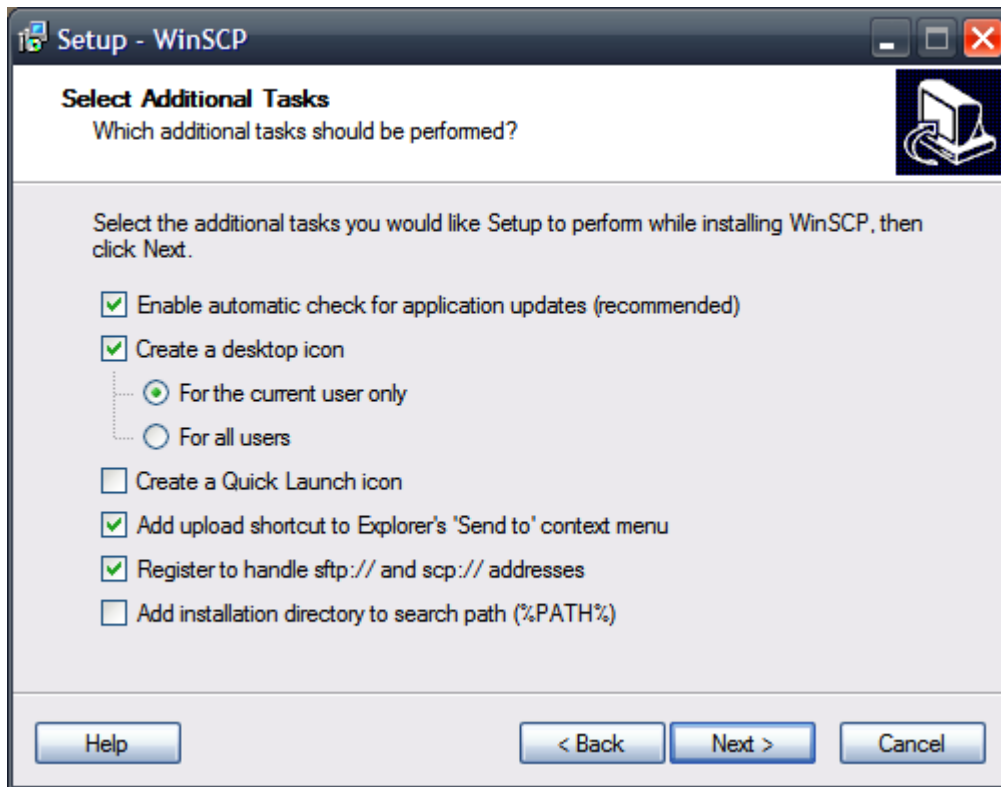 Setup - WinSCP
Select Additional Tasks
Which additional tasks should be performed?
Select the additional tasks you would like Setup to perform while installing WinSCP, then
click Next.
Enable automatic check for application updates (recommended)
Create a desktop icon
For the current user only
For all users
Create a Quick Launch icon
Add upload shortcut to Explorer's 'Send to' context menu
Register to handle sftp:// and scp:// addresses
Add installation directory to search path (%PATH%)
Help
< Back
Next >
Cancel